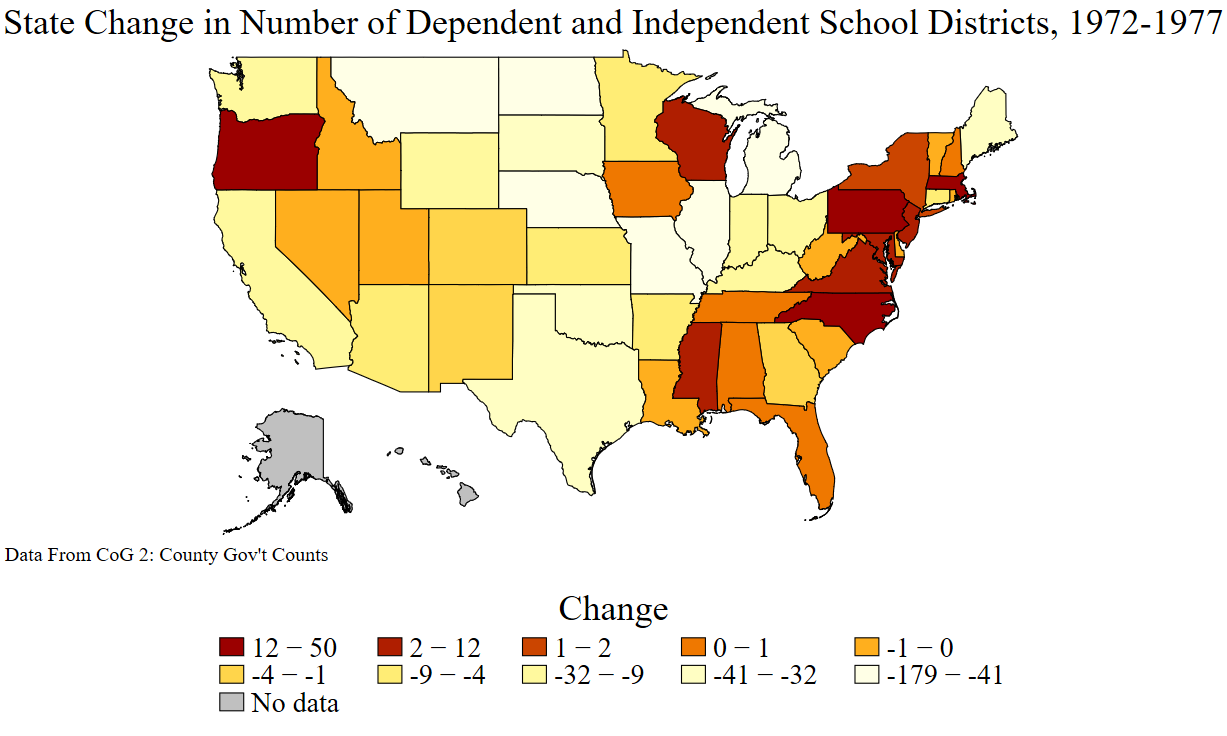 State Change in Number of Dependent and Independent School Districts, 1972-1977
Data From CoG 2: County Gov't Counts
Change
12 − 50 2 − 12 1 − 2 0 − 1 -1 − 0
-4 − -1 -9 − -4 -32 − -9 -41 − -32 -179 − -41
No data